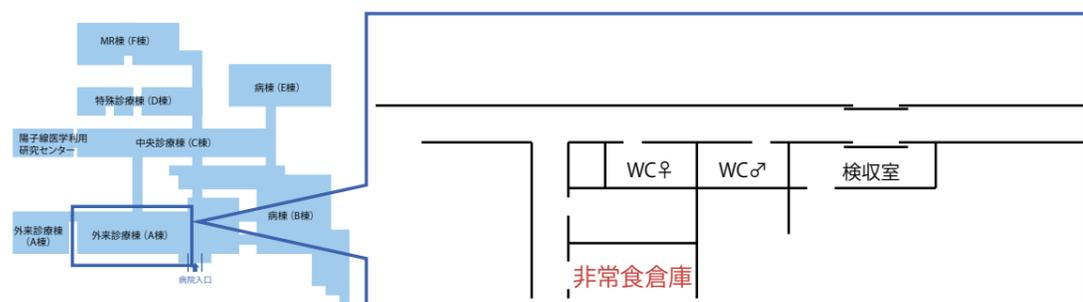 MR棟（F棟）
病棟（E棟）
特殊診療棟（D棟）
陽子線医学利用
研究センター
中央診療棟（C棟）
病棟（B棟）
外来診療棟
（A棟）
外来診療棟（A棟）
病院入口
WC♀
WC♂
検収室
非常食倉庫